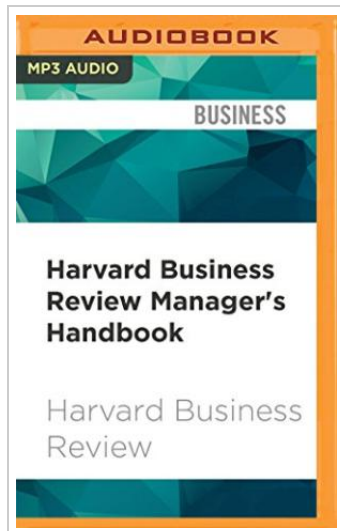 AUDIOBOOK
MP3 AUDIO
BUSINESS
Harvard Business
Review Manager's
Handbook
Harvard Business
Review